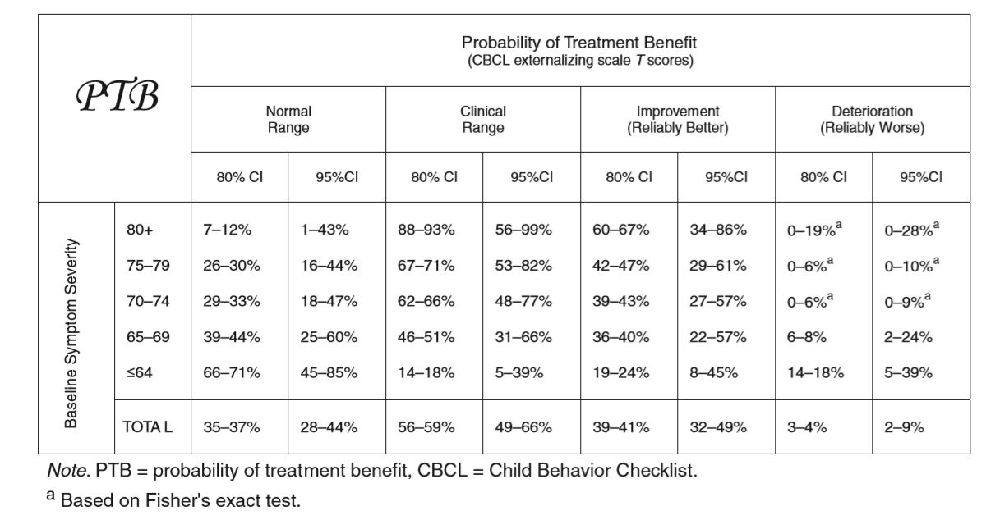 PTB
Probability of Treatment Benefit
(CBCL externalizing scale T scores)
Normal Range
Clinical Range
Improvement (Reliably Better)
Deterioration (Reliably Worse)
80% CI 95%CI 80% CI 95%CI 80% CI 95%CI 80% CI 95%CI
Baseline Symptom Severity
80+ 7–12% 1–43% 88–93% 56–99% 60–67% 34–86% 0–19%a 0–28%a
75–79 26–30% 16–44% 67–71% 53–82% 42–47% 29–61% 0–6%a 0–10%a
70–74 29–33% 18–47% 62–66% 48–77% 39–43% 27–57% 0–6%a 0–9%a
65–69 39–44% 25–60% 46–51% 31–66% 36–40% 22–57% 6–8% 2–24%
≤64 66–71% 45–85% 14–18% 5–39% 19–24% 8–45% 14–18% 5–39%
TOTAL 35–37% 28–44% 56–59% 49–66% 39–41% 32–49% 3–4% 2–9%
Note. PTB = probability of treatment benefit, CBCL = Child Behavior Checklist.
a Based on Fisher's exact test.